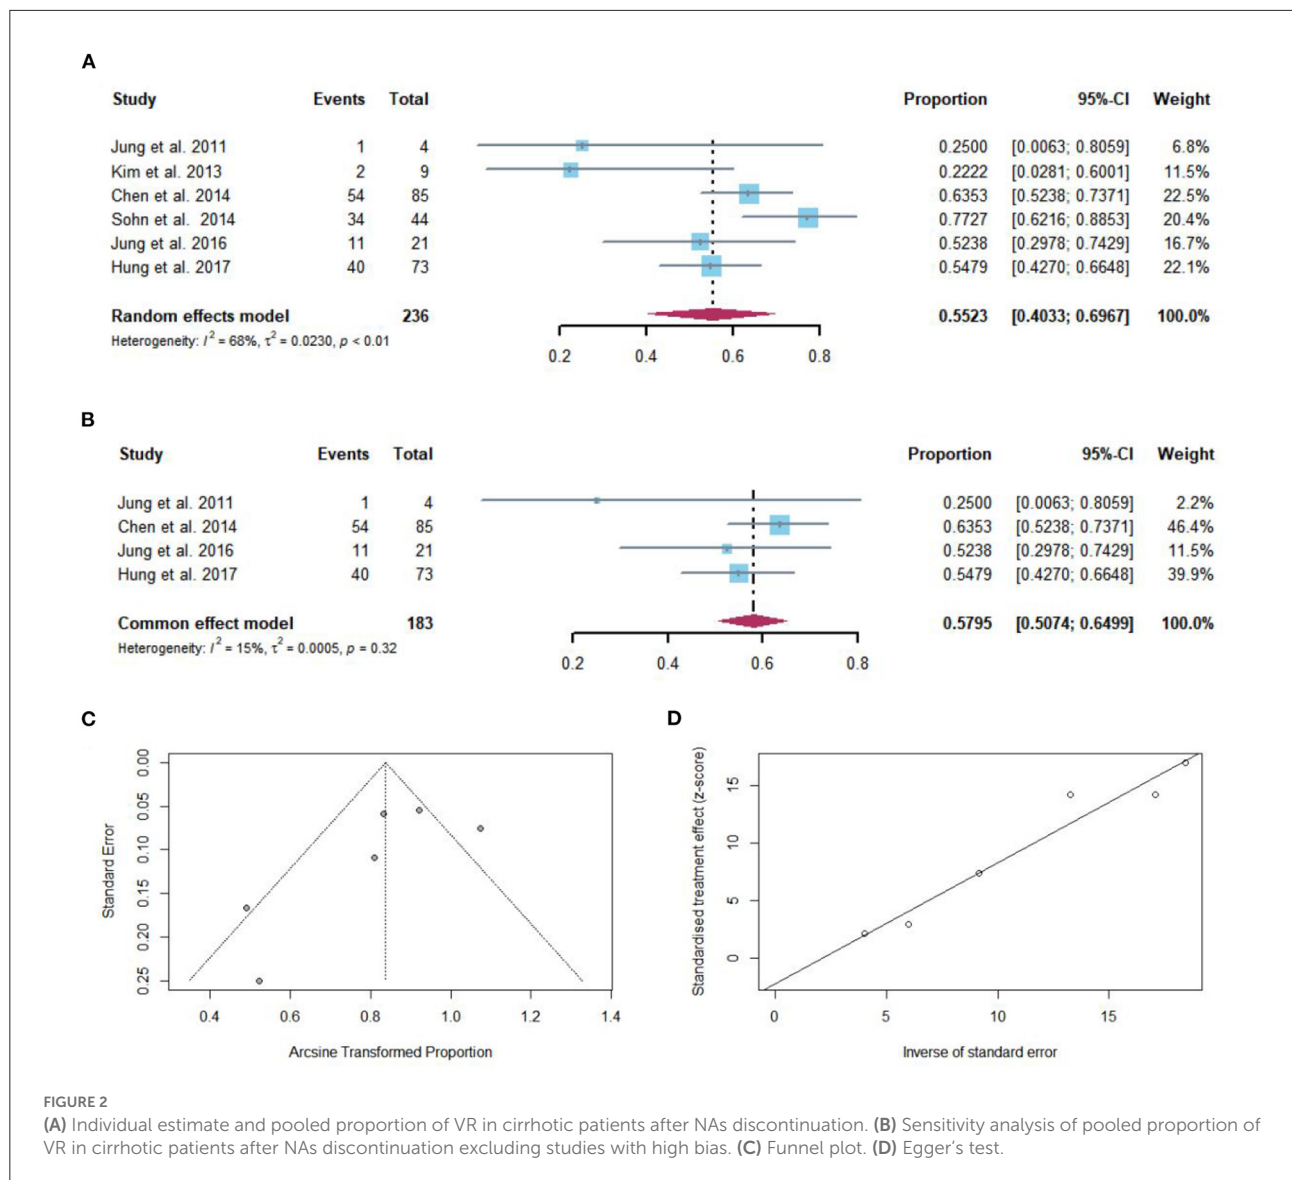 A
Study Events Total Proportion 95%-CI Weight
Jung et al. 2011 1 4 0.2500 [0.0063; 0.8059] 6.8%
Kim et al. 2013 2 9 0.2222 [0.0281; 0.6001] 11.5%
Chen et al. 2014 54 85 0.6353 [0.5238; 0.7371] 22.5%
Sohn et al. 2014 34 44 0.7727 [0.6216; 0.8853] 20.4%
Jung et al. 2016 11 21 0.5238 [0.2978; 0.7429] 16.7%
Hung et al. 2017 40 73 0.5479 [0.4270; 0.6648] 22.1%
Random effects model 236 0.5523 [0.4033; 0.6967] 100.0%
Heterogeneity: I² = 68%, τ² = 0.0230, p < 0.01
0.2 0.4 0.6 0.8
B
Study Events Total Proportion 95%-CI Weight
Jung et al. 2011 1 4 0.2500 [0.0063; 0.8059] 2.2%
Chen et al. 2014 54 85 0.6353 [0.5238; 0.7371] 46.4%
Jung et al. 2016 11 21 0.5238 [0.2978; 0.7429] 11.5%
Hung et al. 2017 40 73 0.5479 [0.4270; 0.6648] 39.9%
Common effect model 183 0.5795 [0.5074; 0.6499] 100.0%
Heterogeneity: I² = 15%, τ² = 0.0005, p = 0.32
0.2 0.4 0.6 0.8
C
Standard Error
0.00
0.05
0.10
0.15
0.20
0.25
0.4 0.6 0.8 1.0 1.2 1.4
Arcsine Transformed Proportion
D
Standardised treatment effect (z-score)
15
10
5
0
0 5 10 15
Inverse of standard error
FIGURE 2
(A) Individual estimate and pooled proportion of VR in cirrhotic patients after NAs discontinuation. (B) Sensitivity analysis of pooled proportion of
VR in cirrhotic patients after NAs discontinuation excluding studies with high bias. (C) Funnel plot. (D) Egger's test.